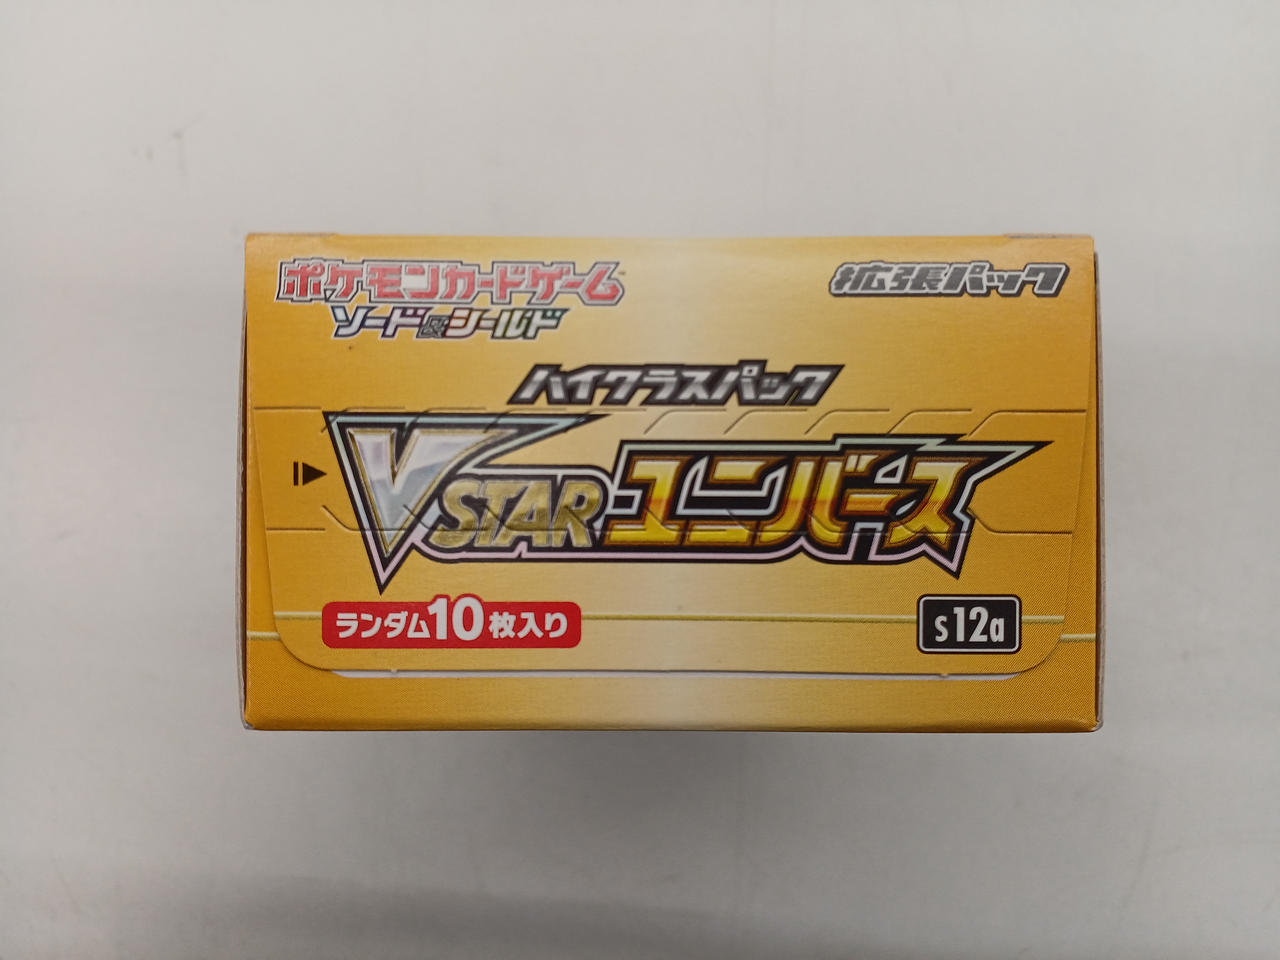 ポケモンカードゲーム™
ソード&シールド
拡張パック
ハイクラスパック
VSTARユニバース
ランダム10枚入り
s12a